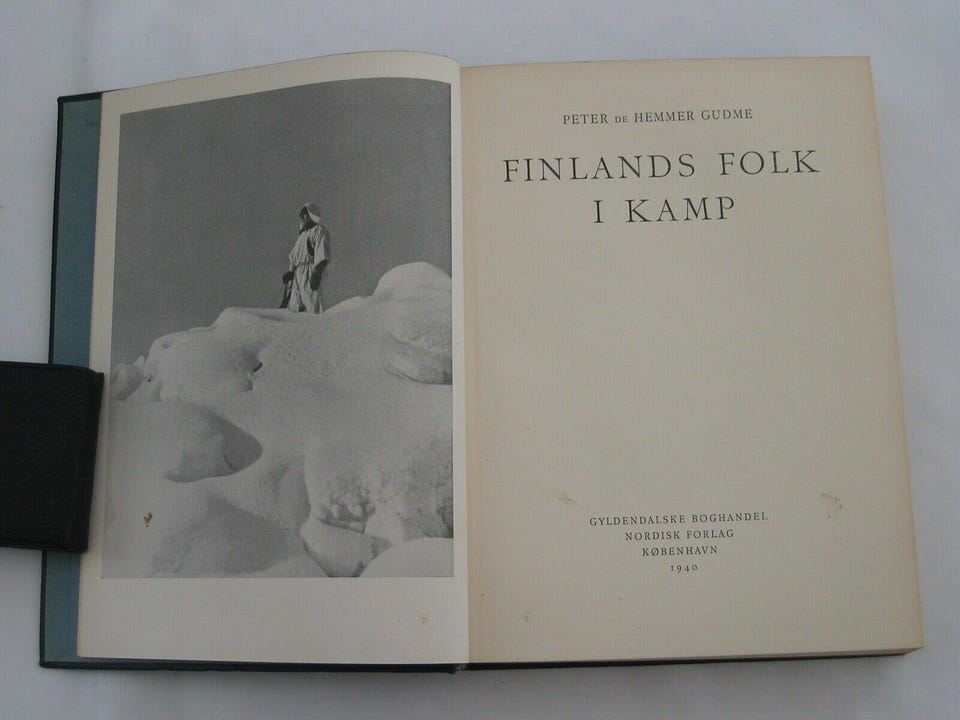 PETER DE HEMMER GUDME
FINLANDS FOLK
I KAMP
GYLDENDALSKE BOGHANDEL
NORDISK FORLAG
KØBENHAVN
1940